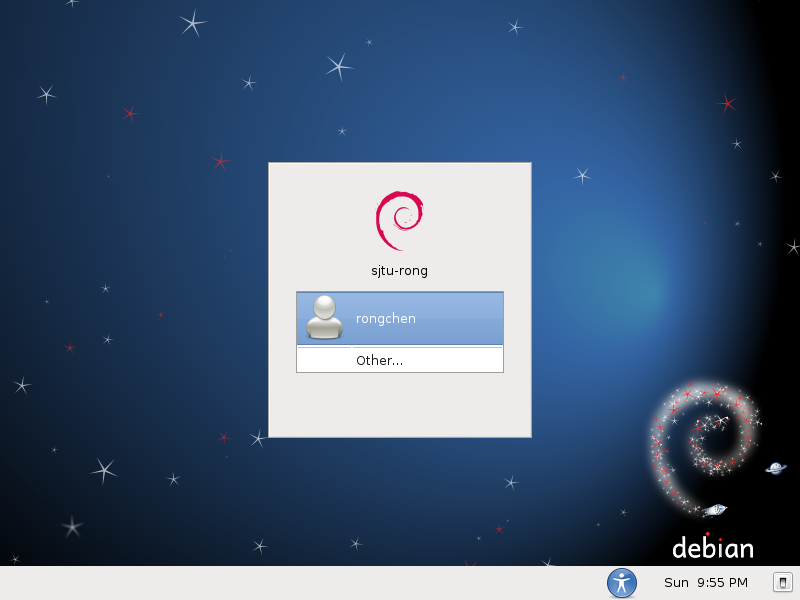 sjtu-rong
rongchen
Other...
debian
Sun 9:55 PM